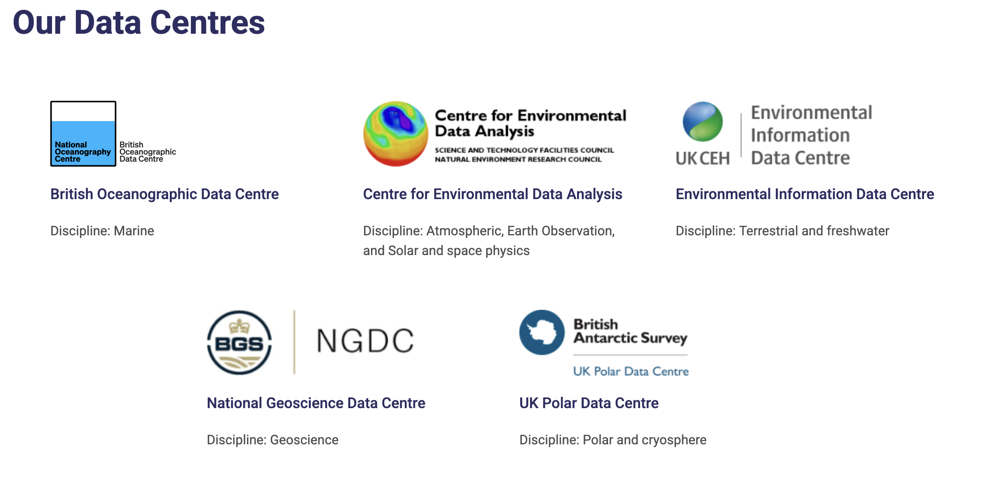 Our Data Centres
National
Oceanography
Centre
British
Oceanographic
Data Centre
British Oceanographic Data Centre
Discipline: Marine
Centre for Environmental
Data Analysis
SCIENCE AND TECHNOLOGY FACILITIES COUNCIL
NATURAL ENVIRONMENT RESEARCH COUNCIL
Centre for Environmental Data Analysis
Discipline: Atmospheric, Earth Observation,
and Solar and space physics
UK CEH
Environmental
Information
Data Centre
Environmental Information Data Centre
Discipline: Terrestrial and freshwater
BGS
NGDC
National Geoscience Data Centre
Discipline: Geoscience
British
Antarctic Survey
UK Polar Data Centre
UK Polar Data Centre
Discipline: Polar and cryosphere